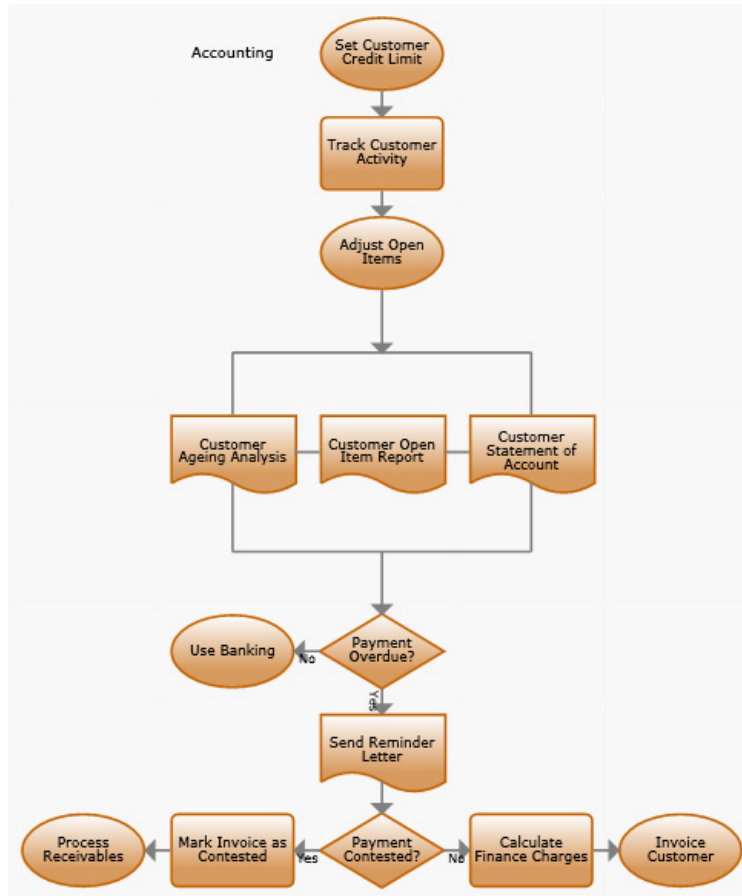 Accounting
Set Customer
Credit Limit
Track Customer
Activity
Adjust Open
Items
Customer
Ageing Analysis
Customer Open
Item Report
Customer
Statement of
Account
Use Banking
No
Payment
Overdue?
Yes
Send Reminder
Letter
Process
Receivables
Mark Invoice as
Contested
Yes
Payment
Contested?
No
Calculate
Finance Charges
Invoice
Customer